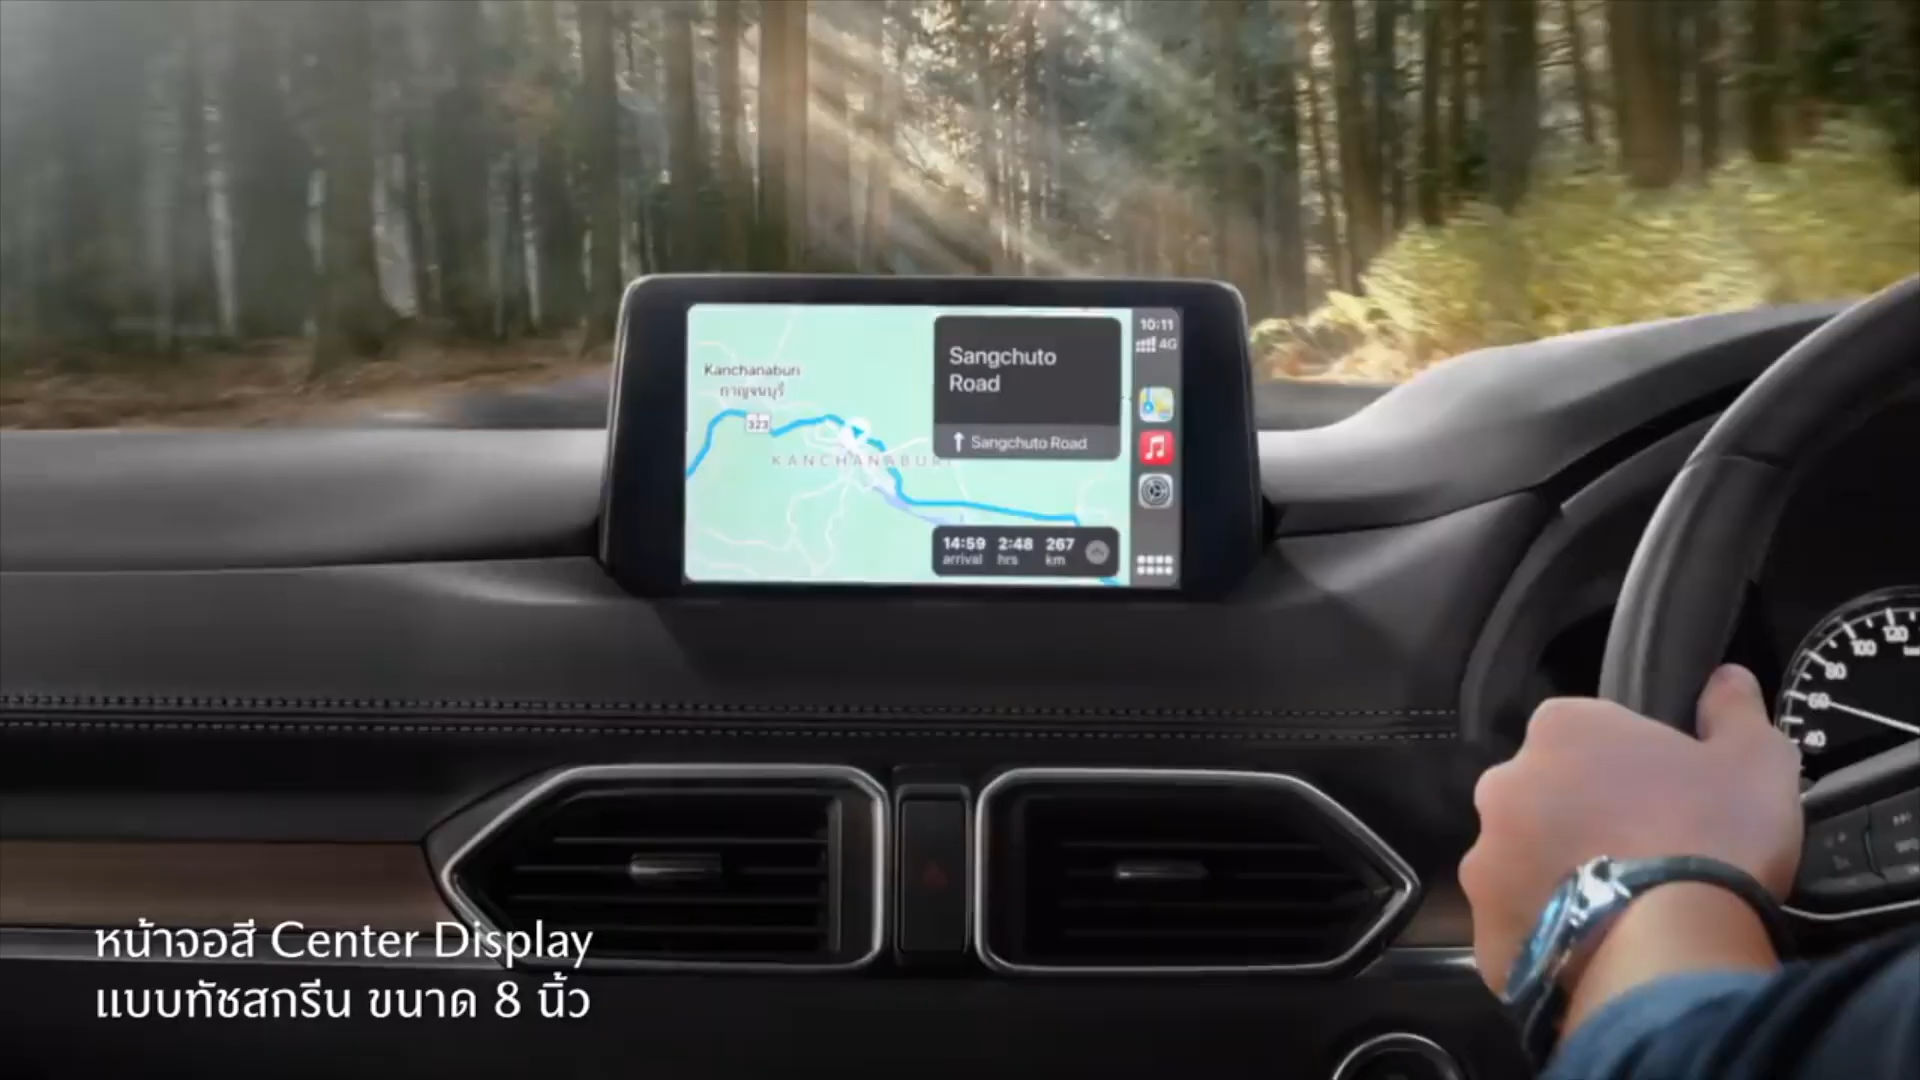 10:11
4G
Sangchuto
Road
Sangchuto Road
Kanchanaburi
กาญจนบุรี
323
KANCHANABURI
14:59 2:48 267
arrival hrs km
120
100
80
60
40
หน้าจอสี Center Display
แบบทัชสกรีน ขนาด 8 นิ้ว